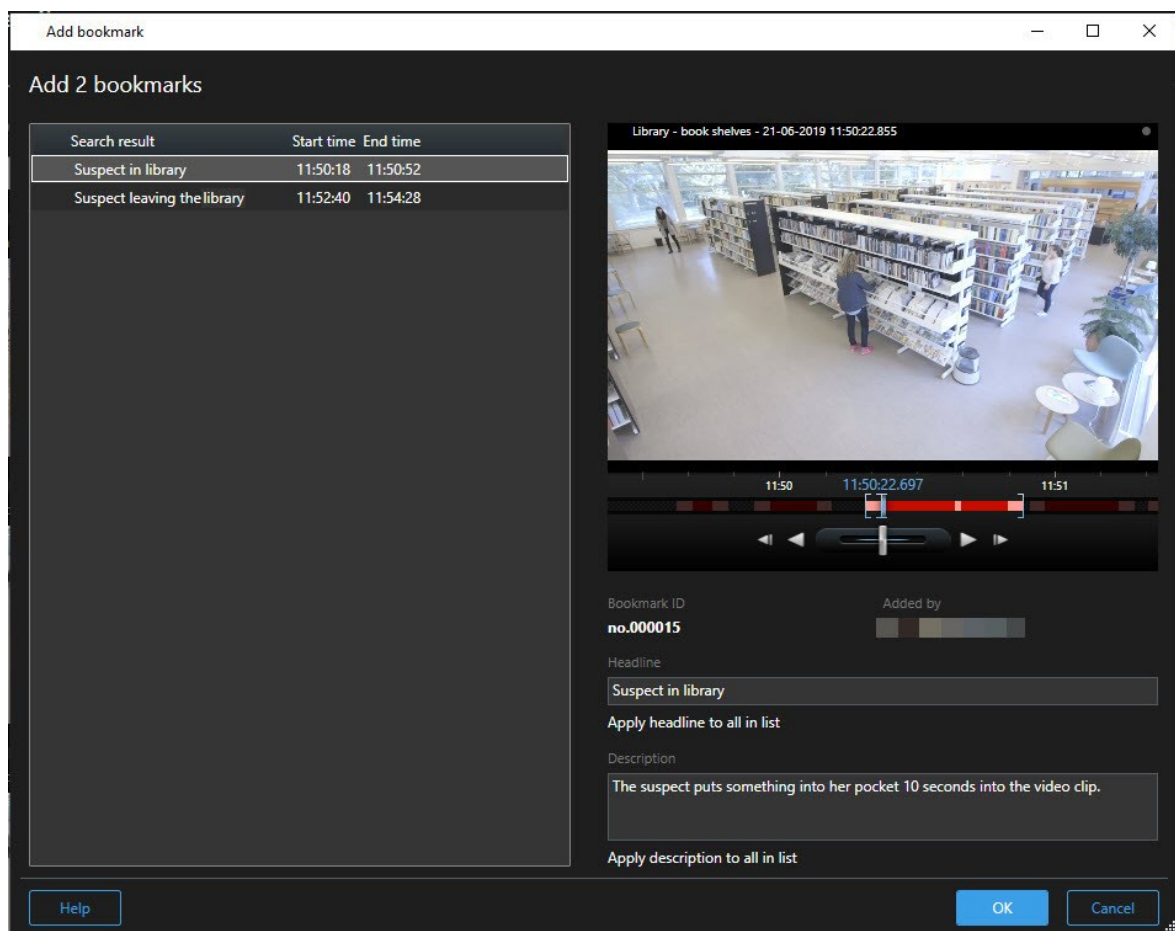 Add bookmark
Add 2 bookmarks
Search result Start time End time
Suspect in library 11:50:18 11:50:52
Suspect leaving the library 11:52:40 11:54:28
Library - book shelves - 21-06-2019 11:50:22.855
11:50 11:50:22.697 11:51
Bookmark ID Added by
no.000015
Headline
Suspect in library
Apply headline to all in list
Description
The suspect puts something into her pocket 10 seconds into the video clip.
Apply description to all in list
Help OK Cancel